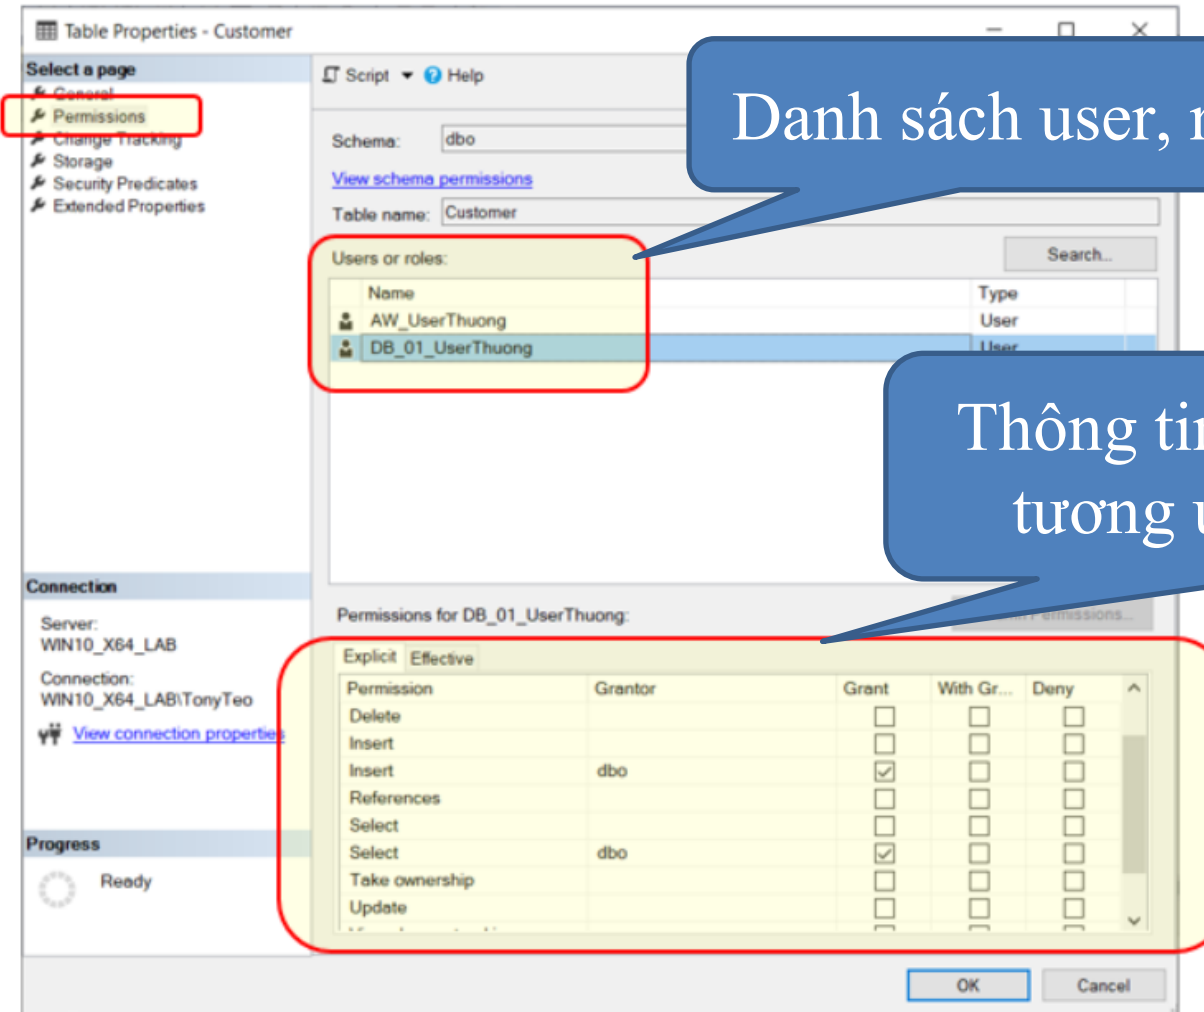 Table Properties - Customer
Select a page
General
Permissions
Change Tracking
Storage
Security Predicates
Extended Properties
Script
Help
Schema:
dbo
View schema permissions
Table name:
Customer
Danh sách user,
Users or roles:
Search...
Name
Type
AW_UserThuong
User
DB_01_UserThuong
User
Thông
tương
Connection
Server:
WIN10_X64_LAB
Connection:
WIN10_X64_LAB\TonyTeo
View connection properties
Progress
Ready
Permissions for DB_01_UserThuong:
Permissions...
Explicit
Effective
Permission
Grantor
Grant
With Gr...
Deny
Delete
Insert
Insert
dbo
References
Select
Select
dbo
Take ownership
Update
OK
Cancel